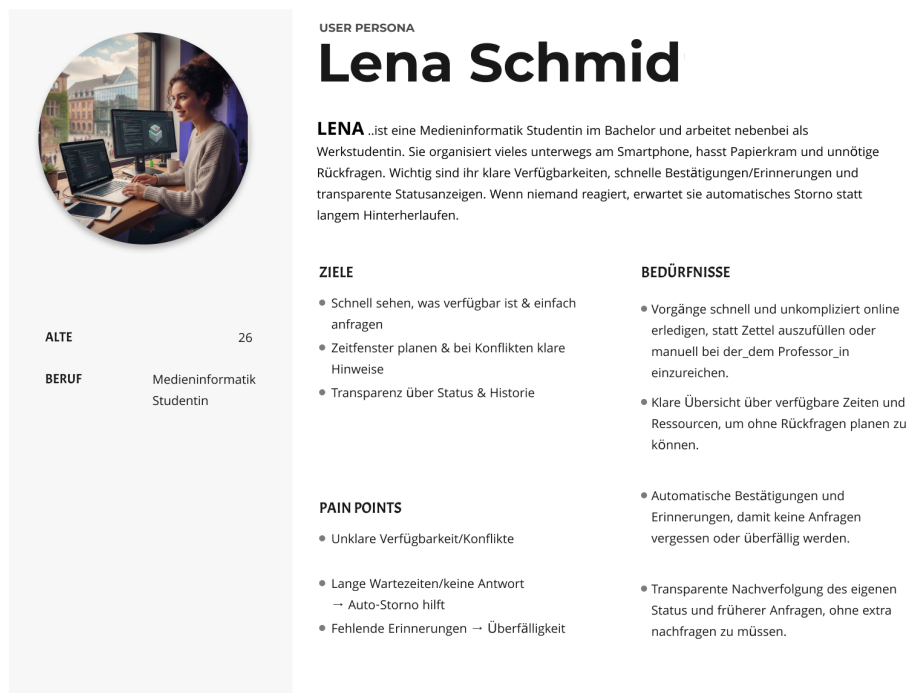 USER PERSONA
Lena Schmid
LENA ..ist eine Medieninformatik Studentin im Bachelor und arbeitet nebenbei als
Werkstudentin. Sie organisiert vieles unterwegs am Smartphone, hasst Papierkram und unnötige
Rückfragen. Wichtig sind ihr klare Verfügbarkeiten, schnelle Bestätigungen/Erinnerungen und
transparente Statusanzeigen. Wenn niemand reagiert, erwartet sie automatisches Storno statt
langem Hinterherlaufen.
ALTE 26
BERUF Medieninformatik
Studentin
ZIELE
Schnell sehen, was verfügbar ist & einfach
anfragen
Zeitfenster planen & bei Konflikten klare
Hinweise
Transparenz über Status & Historie
PAIN POINTS
Unklare Verfügbarkeit/Konflikte
Lange Wartezeiten/keine Antwort
→ Auto-Storno hilft
Fehlende Erinnerungen → Überfälligkeit
BEDÜRFNISSE
Vorgänge schnell und unkompliziert online
erledigen, statt Zettel auszufüllen oder
manuell bei der_dem Professor_in
einzureichen.
Klare Übersicht über verfügbare Zeiten und
Ressourcen, um ohne Rückfragen planen zu
können.
Automatische Bestätigungen und
Erinnerungen, damit keine Anfragen
vergessen oder überfällig werden.
Transparente Nachverfolgung des eigenen
Status und früherer Anfragen, ohne extra
nachfragen zu müssen.